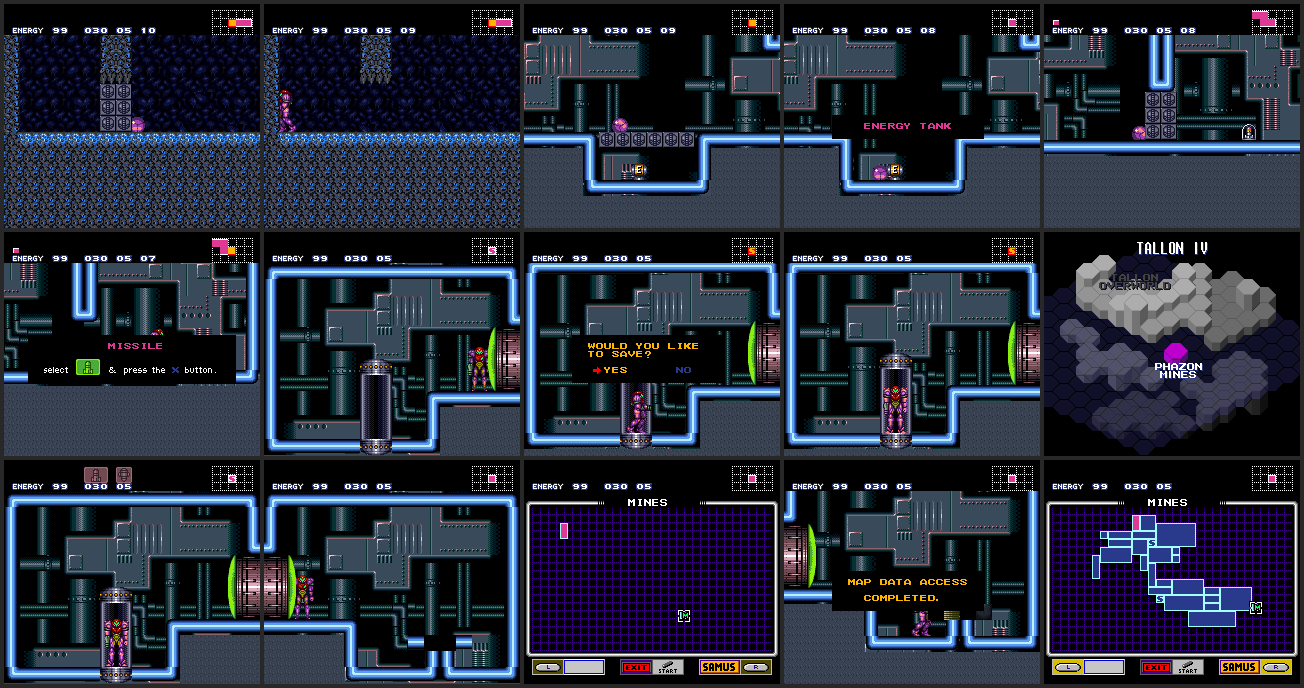 ENERGY 99 030 05 10
ENERGY 99 030 05 09
ENERGY 99 030 05 09
E
ENERGY 99 030 05 08
ENERGY TANK
E
ENERGY 99 030 05 08
ENERGY 99 030 05 07
MISSILE
select & press the X button.
ENERGY 99 030 05
S
ENERGY 99 030 05
S
WOULD YOU LIKE
TO SAVE?
YES NO
ENERGY 99 030 05
S
TALLON IV
TALLON
OVERWORLD
PHAZON
MINES
ENERGY 99 030 05
S
ENERGY 99 030 05
ENERGY 99 030 05
MINES
M
L EXIT START SAMUS R
ENERGY 99 030 05
MAP DATA ACCESS
COMPLETED.
ENERGY 99 030 05
MINES
S
S
M
L EXIT START SAMUS R